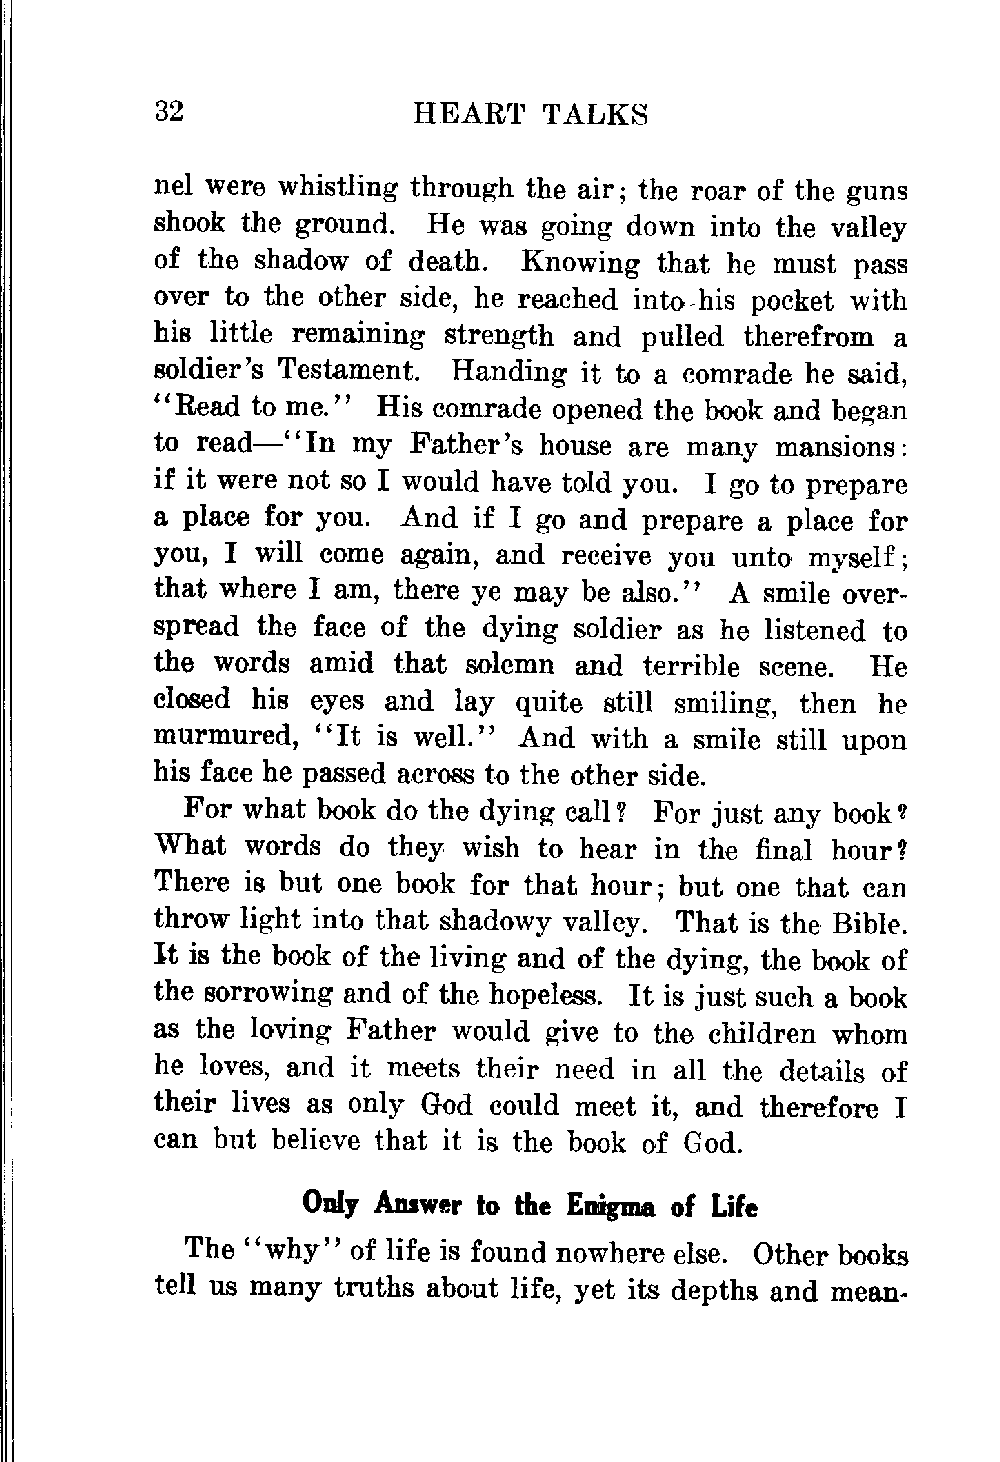 32 HEART TALKS
nel were whistling through the air; the roar of the guns
shook the ground. He was going down into the valley
of the shadow of death. Knowing that he must pass
over to the other side, he reached into his pocket with
his little remaining strength and pulled therefrom a
soldier's Testament. Handing it to a comrade he said,
"Read to me." His comrade opened the book and began
to read—"In my Father's house are many mansions:
if it were not so I would have told you. I go to prepare
a place for you. And if I go and prepare a place for
you, I will come again, and receive you unto myself;
that where I am, there ye may be also." A smile over-
spread the face of the dying soldier as he listened to
the words amid that solemn and terrible scene. He
closed his eyes and lay quite still smiling, then he
murmured, "It is well." And with a smile still upon
his face he passed across to the other side.
For what book do the dying call? For just any book?
What words do they wish to hear in the final hour?
There is but one book for that hour; but one that can
throw light into that shadowy valley. That is the Bible.
It is the book of the living and of the dying, the book of
the sorrowing and of the hopeless. It is just such a book
as the loving Father would give to the children whom
he loves, and it meets their need in all the details of
their lives as only God could meet it, and therefore I
can but believe that it is the book of God.
Only Answer to the Enigma of Life
The "why" of life is found nowhere else. Other books
tell us many truths about life, yet its depths and mean-